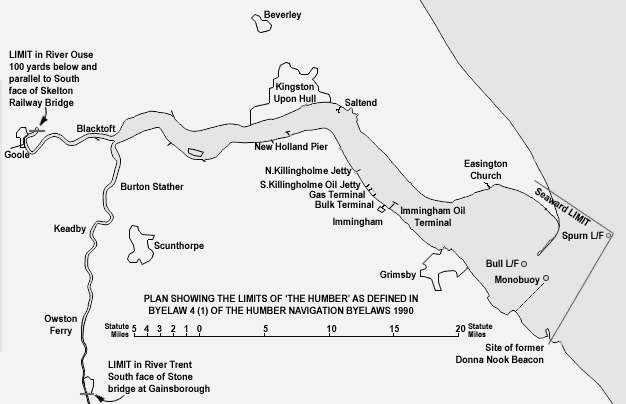 Beverley
LIMIT in River Ouse
100 yards below and
parallel to South
face of Skelton
Railway Bridge
Kingston
Upon Hull
Saltend
Blacktoft
Goole
New Holland Pier
Easington
Church
N.Killingholme Jetty
S.Killingholme Oil Jetty
Gas Terminal
Bulk Terminal
Immingham
Immingham Oil
Terminal
Burton Stather
Seaward LIMIT
Spurn L/F
Keadby
Scunthorpe
Bull L/F
Grimsby
Monobuoy
PLAN SHOWING THE LIMITS OF 'THE HUMBER' AS DEFINED IN
BYELAW 4 (1) OF THE HUMBER NAVIGATION BYELAWS 1990
Owston
Ferry
Statute
Miles
5 4 3 2 1 0 5 10 15 20
Statute
Miles
Site of former
Donna Nook Beacon
LIMIT in River Trent
South face of Stone
bridge at Gainsborough